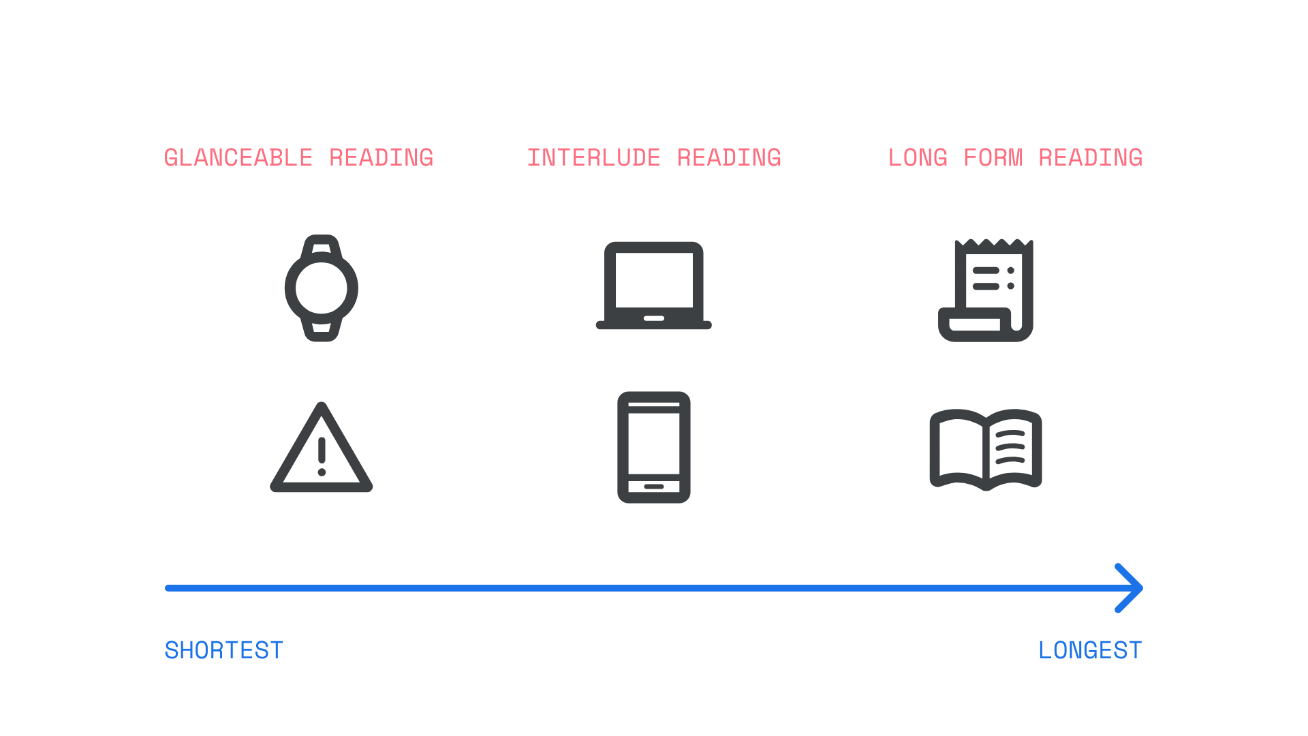 GLANCEABLE READING
INTERLUDE READING
LONG FORM READING
SHORTEST
LONGEST